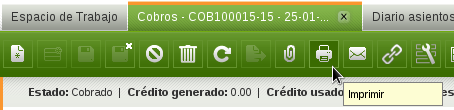 Espacio de Trabajo Cobros - COB100015-15 - 25-01-... Diario asientos
Estado: Cobrado | Crédito generado: 0.00 | Crédito usado
Imprimir